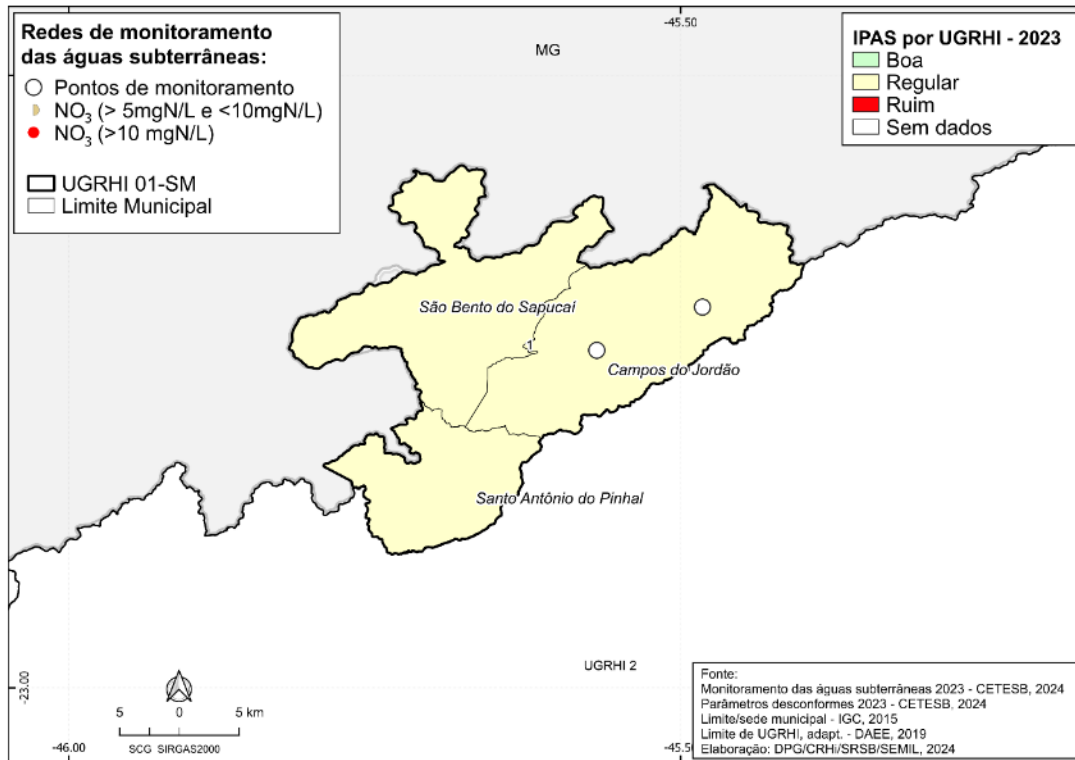 Redes de monitoramento
das águas subterrâneas:
Pontos de monitoramento
NO3 (> 5mgN/L e <10mgN/L)
NO3 (>10 mgN/L)
UGRHI 01-SM
Limite Municipal
-45.50
MG
IPAS por UGRHI - 2023
Boa
Regular
Ruim
Sem dados
São Bento do Sapucaí
1
Campos do Jordão
Santo Antônio do Pinhal
UGRHI 2
-23.00
5 0 5 km
SCG SIRGAS2000
-46.00
-45.50
Fonte:
Monitoramento das águas subterrâneas 2023 - CETESB, 2024
Parâmetros desconformes 2023 - CETESB, 2024
Limite/sede municipal - IGC, 2015
Limite de UGRHI, adapt. - DAEE, 2019
Elaboração: DPG/CRHi/SRSB/SEMIL, 2024